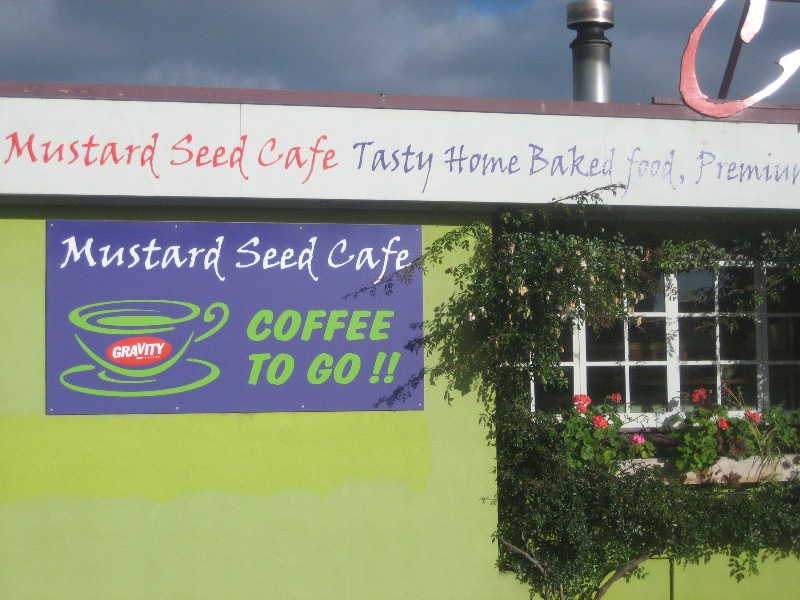 Mustard Seed Cafe Tasty Home Baked food, Premium
Mustard Seed Cafe
GRAVITY
COFFEE
TO GO !!